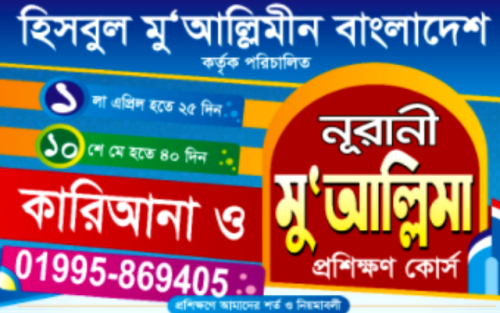 হিসবুল মু‘আল্লিমীন বাংলাদেশ
কর্তৃক পরিচালিত
১ লা এপ্রিল হতে ২৫ দিন
১০ শে মে হতে ৪০ দিন
কারিআনা ও
নূরানী
মু‘আল্লিমা
প্রশিক্ষণ কোর্স
01995-869405
প্রশিক্ষণে আমাদের শর্ত ও নিয়মাবলী